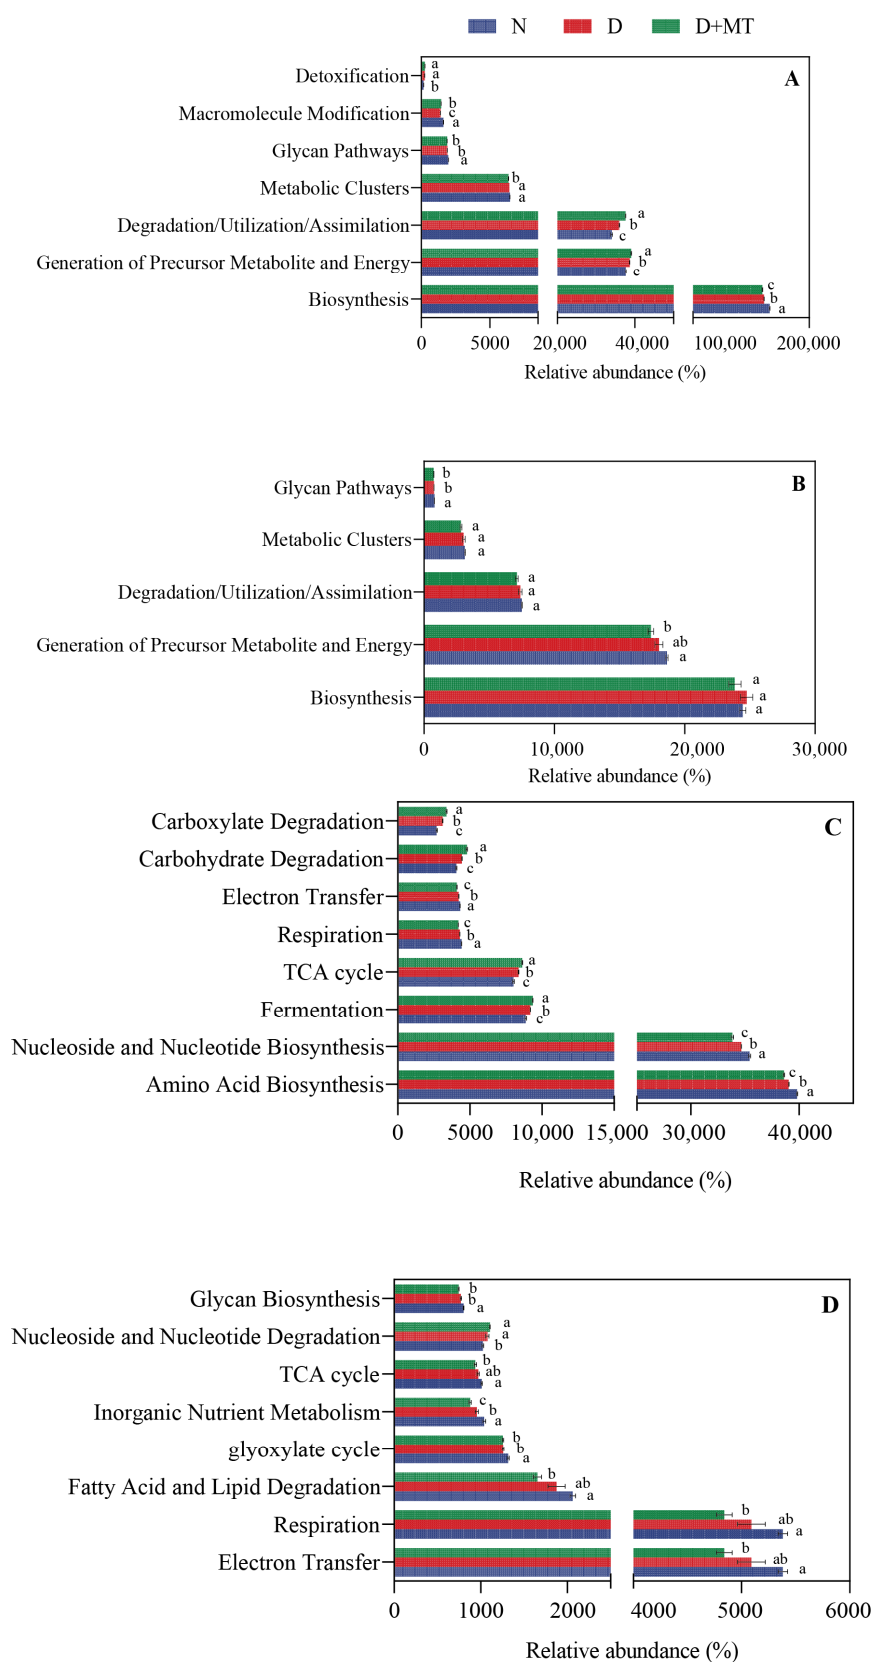 N D D+MT
A
Detoxification a a b
Macromolecule Modification b c a
Glycan Pathways b b a
Metabolic Clusters b a a
Degradation/Utilization/Assimilation a b c
Generation of Precursor Metabolite and Energy a b c
Biosynthesis c b a
0 5000 20,000 40,000 100,000 200,000
Relative abundance (%)
B
Glycan Pathways b b a
Metabolic Clusters a a a
Degradation/Utilization/Assimilation a a a
Generation of Precursor Metabolite and Energy b ab a
Biosynthesis a a a
0 10,000 20,000 30,000
Relative abundance (%)
C
Carboxylate Degradation a b c
Carbohydrate Degradation a b c
Electron Transfer c b a
Respiration c b a
TCA cycle a b c
Fermentation a b c
Nucleoside and Nucleotide Biosynthesis c b a
Amino Acid Biosynthesis c b a
0 5000 10,000 15,000 30,000 40,000
Relative abundance (%)
D
Glycan Biosynthesis b b a
Nucleoside and Nucleotide Degradation a a b
TCA cycle b ab a
Inorganic Nutrient Metabolism c b a
glyoxylate cycle b b a
Fatty Acid and Lipid Degradation b ab a
Respiration b ab a
Electron Transfer b ab a
0 1000 2000 4000 5000 6000
Relative abundance (%)